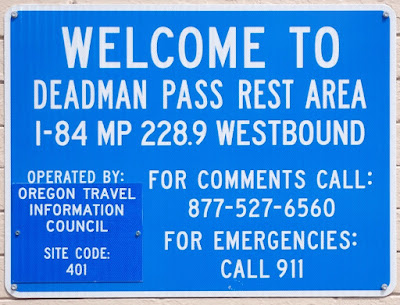 WELCOME TO
DEADMAN PASS REST AREA
I-84 MP 228.9 WESTBOUND
OPERATED BY:
OREGON TRAVEL
INFORMATION
COUNCIL
SITE CODE:
401
FOR COMMENTS CALL:
877-527-6560
FOR EMERGENCIES:
CALL 911